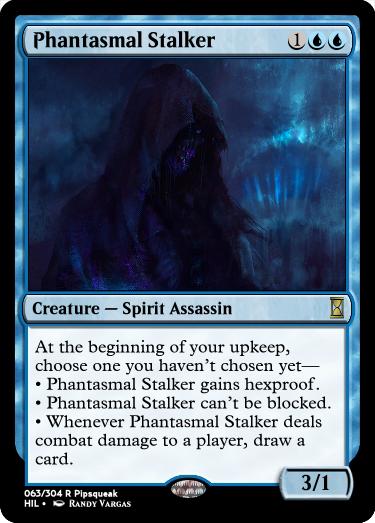 Phantasmal Stalker 1
Creature — Spirit Assassin
At the beginning of your upkeep,
choose one you haven't chosen yet—
• Phantasmal Stalker gains hexproof.
• Phantasmal Stalker can't be blocked.
• Whenever Phantasmal Stalker deals
combat damage to a player, draw a
card.
3/1
063/304 R Pipsqueak
HIL • Randy Vargas